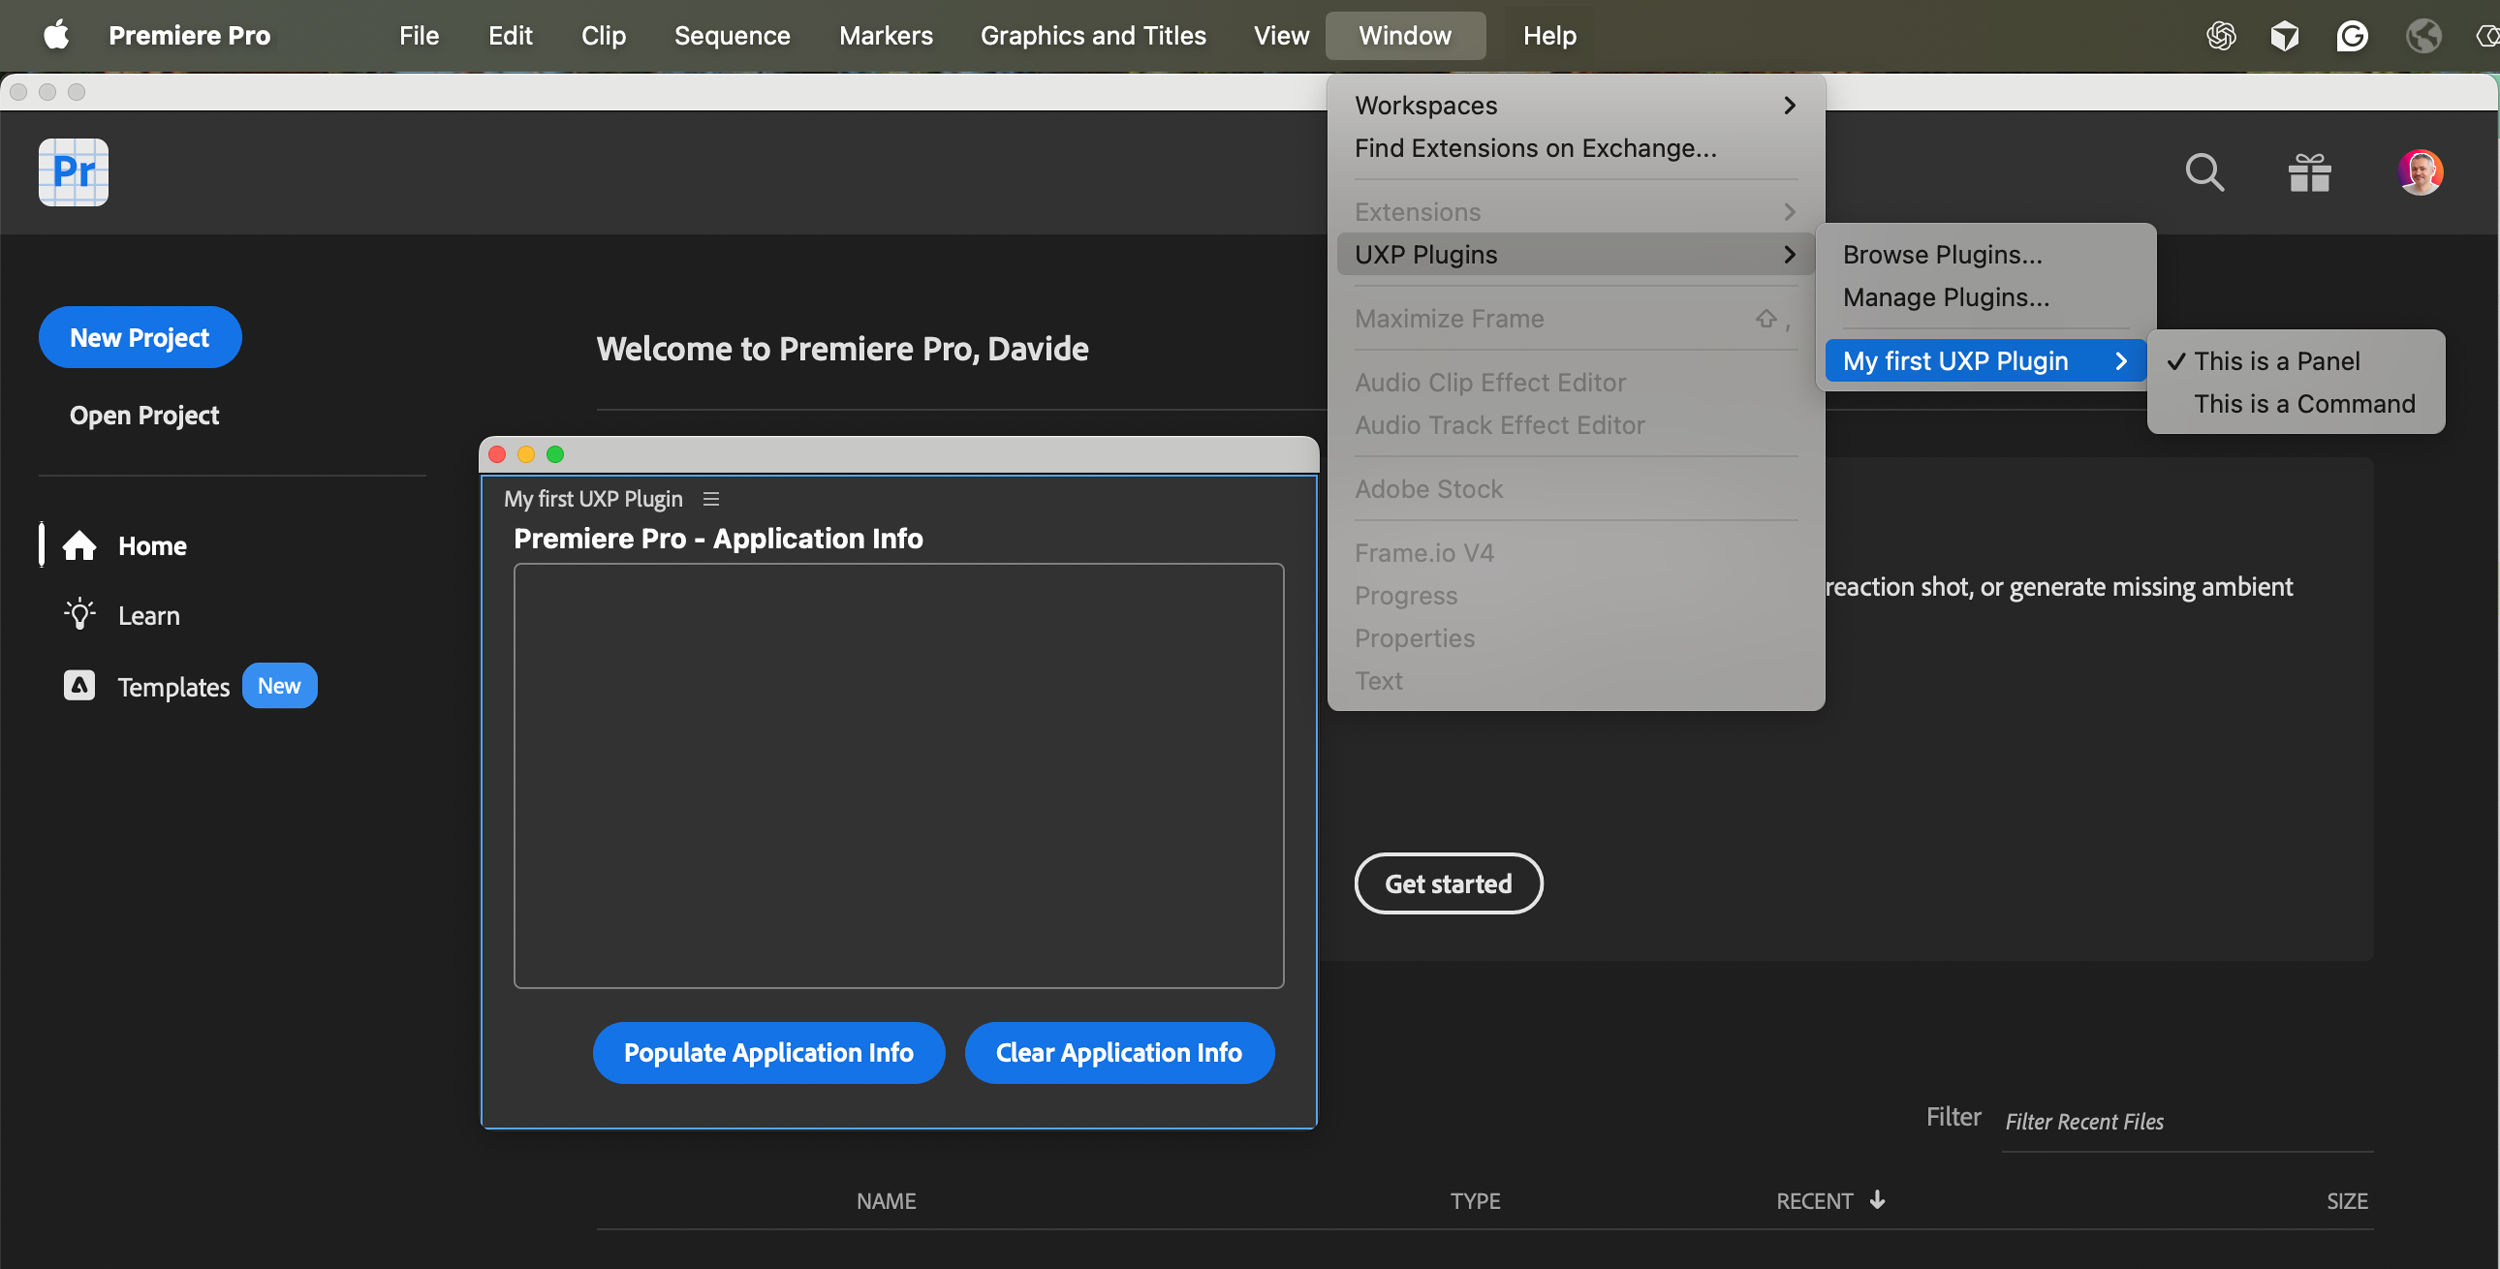 Premiere Pro File Edit Clip Sequence Markers Graphics and Titles View Window Help
Pr
New Project
Open Project
Home
Learn
Templates New
Welcome to Premiere Pro, Davide
My first UXP Plugin
Premiere Pro - Application Info
Populate Application Info Clear Application Info
Workspaces
Find Extensions on Exchange...
Extensions
UXP Plugins
Maximize Frame ⇧ ,
Audio Clip Effect Editor
Audio Track Effect Editor
Adobe Stock
Frame.io V4
Progress
Properties
Text
Browse Plugins...
Manage Plugins...
My first UXP Plugin
✓ This is a Panel
This is a Command
reaction shot, or generate missing ambient
Get started
Filter Filter Recent Files
NAME TYPE RECENT ↓ SIZE